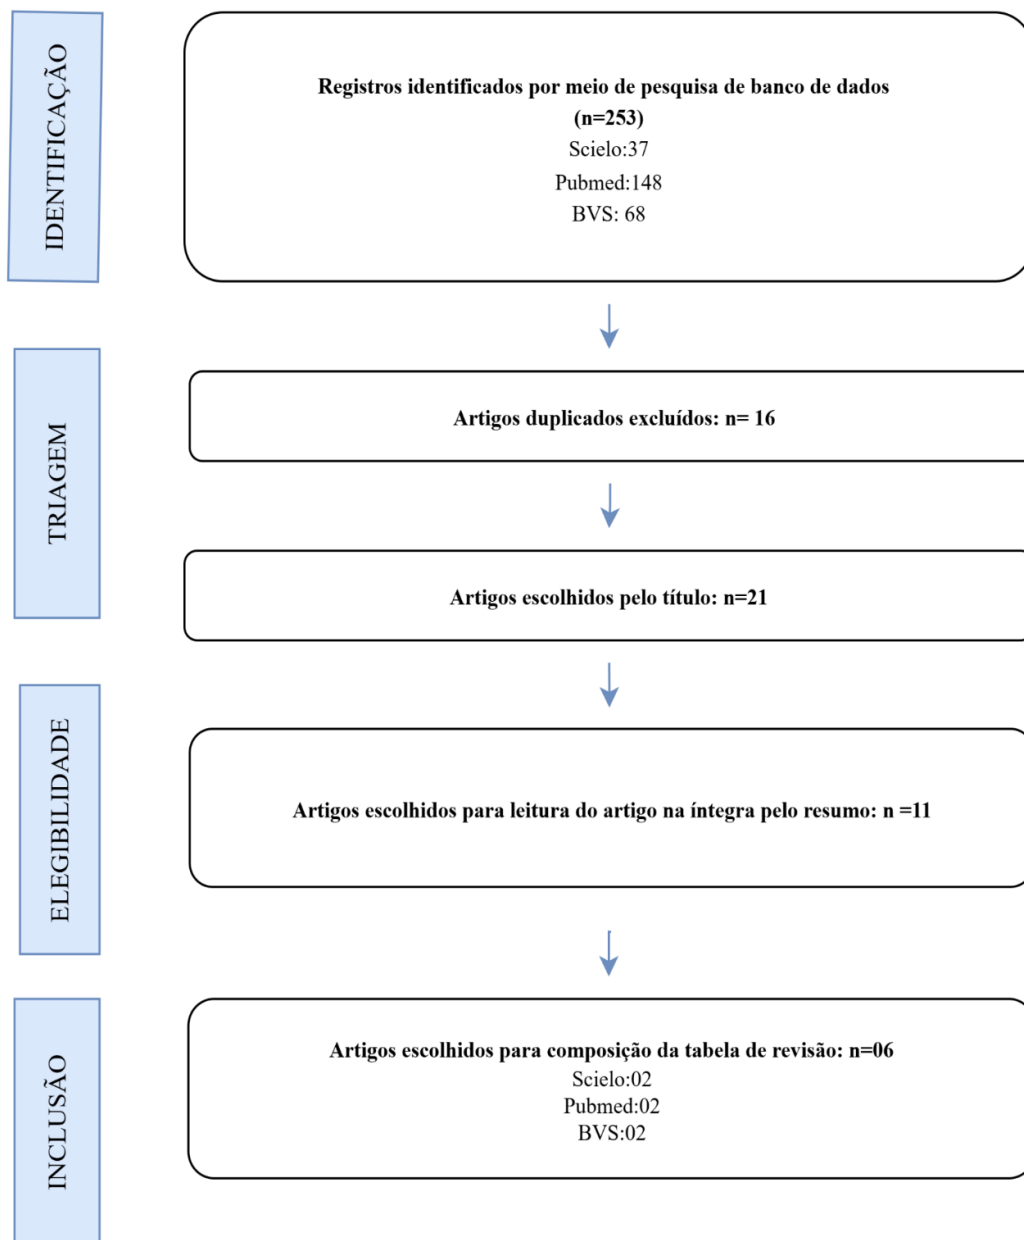 IDENTIFICAÇÃO
Registros identificados por meio de pesquisa de banco de dados
(n=253)
Scielo:37
Pubmed:148
BVS: 68
TRIAGEM
Artigos duplicados excluídos: n= 16
Artigos escolhidos pelo título: n=21
ELEGIBILIDADE
Artigos escolhidos para leitura do artigo na íntegra pelo resumo: n =11
INCLUSÃO
Artigos escolhidos para composição da tabela de revisão: n=06
Scielo:02
Pubmed:02
BVS:02